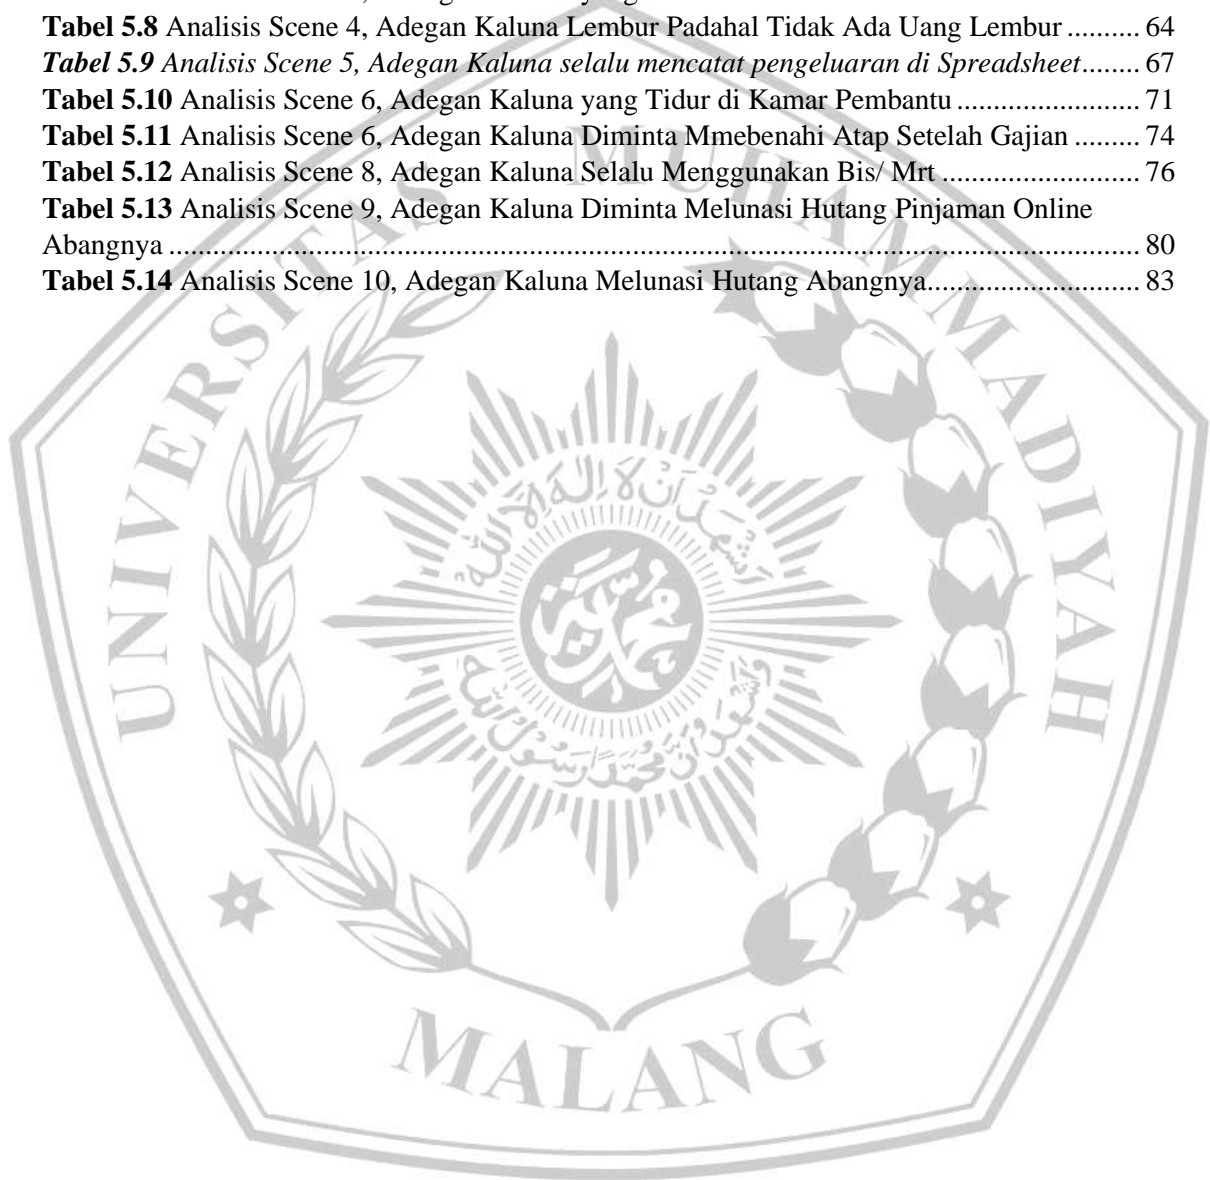 Tabel 5.8 Analisis Scene 4, Adegan Kaluna Lembur Padahal Tidak Ada Uang Lembur .......... 64
Tabel 5.9 Analisis Scene 5, Adegan Kaluna selalu mencatat pengeluaran di Spreadsheet........ 67
Tabel 5.10 Analisis Scene 6, Adegan Kaluna yang Tidur di Kamar Pembantu ........................ 71
Tabel 5.11 Analisis Scene 6, Adegan Kaluna Diminta Mmebenahi Atap Setelah Gajian ......... 74
Tabel 5.12 Analisis Scene 8, Adegan Kaluna Selalu Menggunakan Bis/ Mrt .......................... 76
Tabel 5.13 Analisis Scene 9, Adegan Kaluna Diminta Melunasi Hutang Pinjaman Online
Abangnya ................................................................................................................................ 80
Tabel 5.14 Analisis Scene 10, Adegan Kaluna Melunasi Hutang Abangnya............................ 83
UNIVERSITAS MUHAMMADIYAH
MALANG